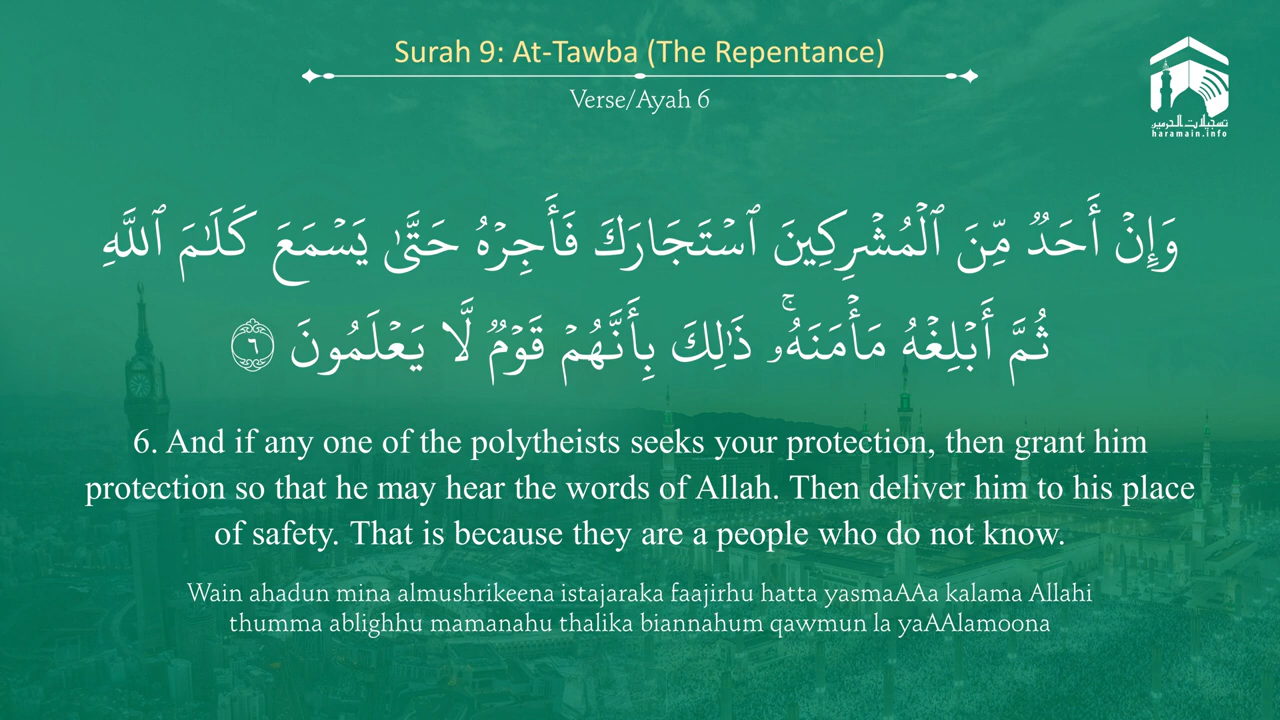 Surah 9: At-Tawba (The Repentance)
Verse/Ayah 6
تسجيلات الحرمين
haramain.info
وَإِنْ أَحَدٌ مِّنَ ٱلْمُشْرِكِينَ ٱسْتَجَارَكَ فَأَجِرْهُ حَتَّىٰ يَسْمَعَ كَلَـٰمَ ٱللَّهِ
ثُمَّ أَبْلِغْهُ مَأْمَنَهُۥ ۚ ذَٰلِكَ بِأَنَّهُمْ قَوْمٌ لَّا يَعْلَمُونَ ٦
6. And if any one of the polytheists seeks your protection, then grant him
protection so that he may hear the words of Allah. Then deliver him to his place
of safety. That is because they are a people who do not know.
Wain ahadun mina almushrikeena istajaraka faajirhu hatta yasmaAAa kalama Allahi
thumma ablighhu mamanahu thalika biannahum qawmun la yaAAlamoona